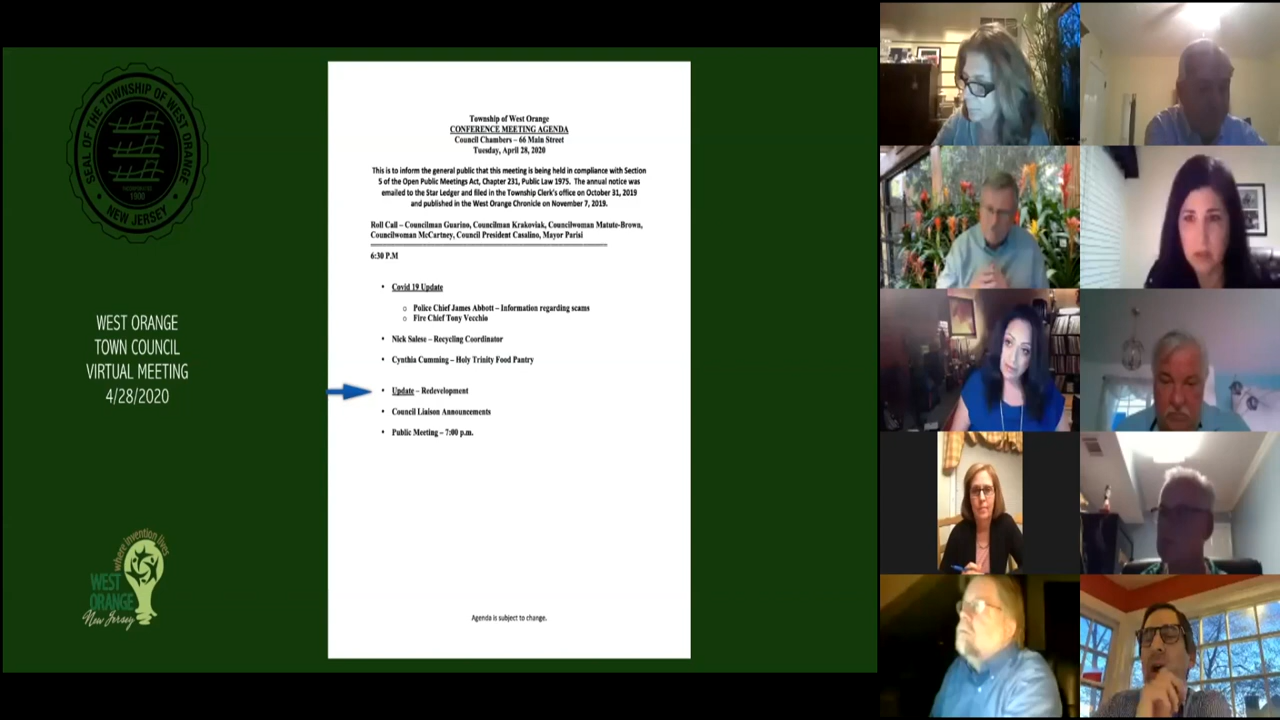 SEAL OF THE TOWNSHIP OF WEST ORANGE
INCORPORATED
1900
NEW JERSEY
WEST ORANGE
TOWN COUNCIL
VIRTUAL MEETING
4/28/2020
where invention lives
WEST
ORANGE
New Jersey
Township of West Orange
CONFERENCE MEETING AGENDA
Council Chambers – 66 Main Street
Tuesday, April 28, 2020
This is to inform the general public that this meeting is being held in compliance with Section
5 of the Open Public Meetings Act, Chapter 231, Public Law 1975. The annual notice was
emailed to the Star Ledger and filed in the Township Clerk's office on October 31, 2019
and published in the West Orange Chronicle on November 7, 2019.
Roll Call – Councilman Guarino, Councilman Krakoviak, Councilwoman Matute-Brown,
Councilwoman McCartney, Council President Casalino, Mayor Parisi
6:30 P.M
• Covid 19 Update
o Police Chief James Abbott – Information regarding scams
o Fire Chief Tony Vecchio
• Nick Salese – Recycling Coordinator
• Cynthia Cumming – Holy Trinity Food Pantry
• Update – Redevelopment
• Council Liaison Announcements
• Public Meeting – 7:00 p.m.
Agenda is subject to change.